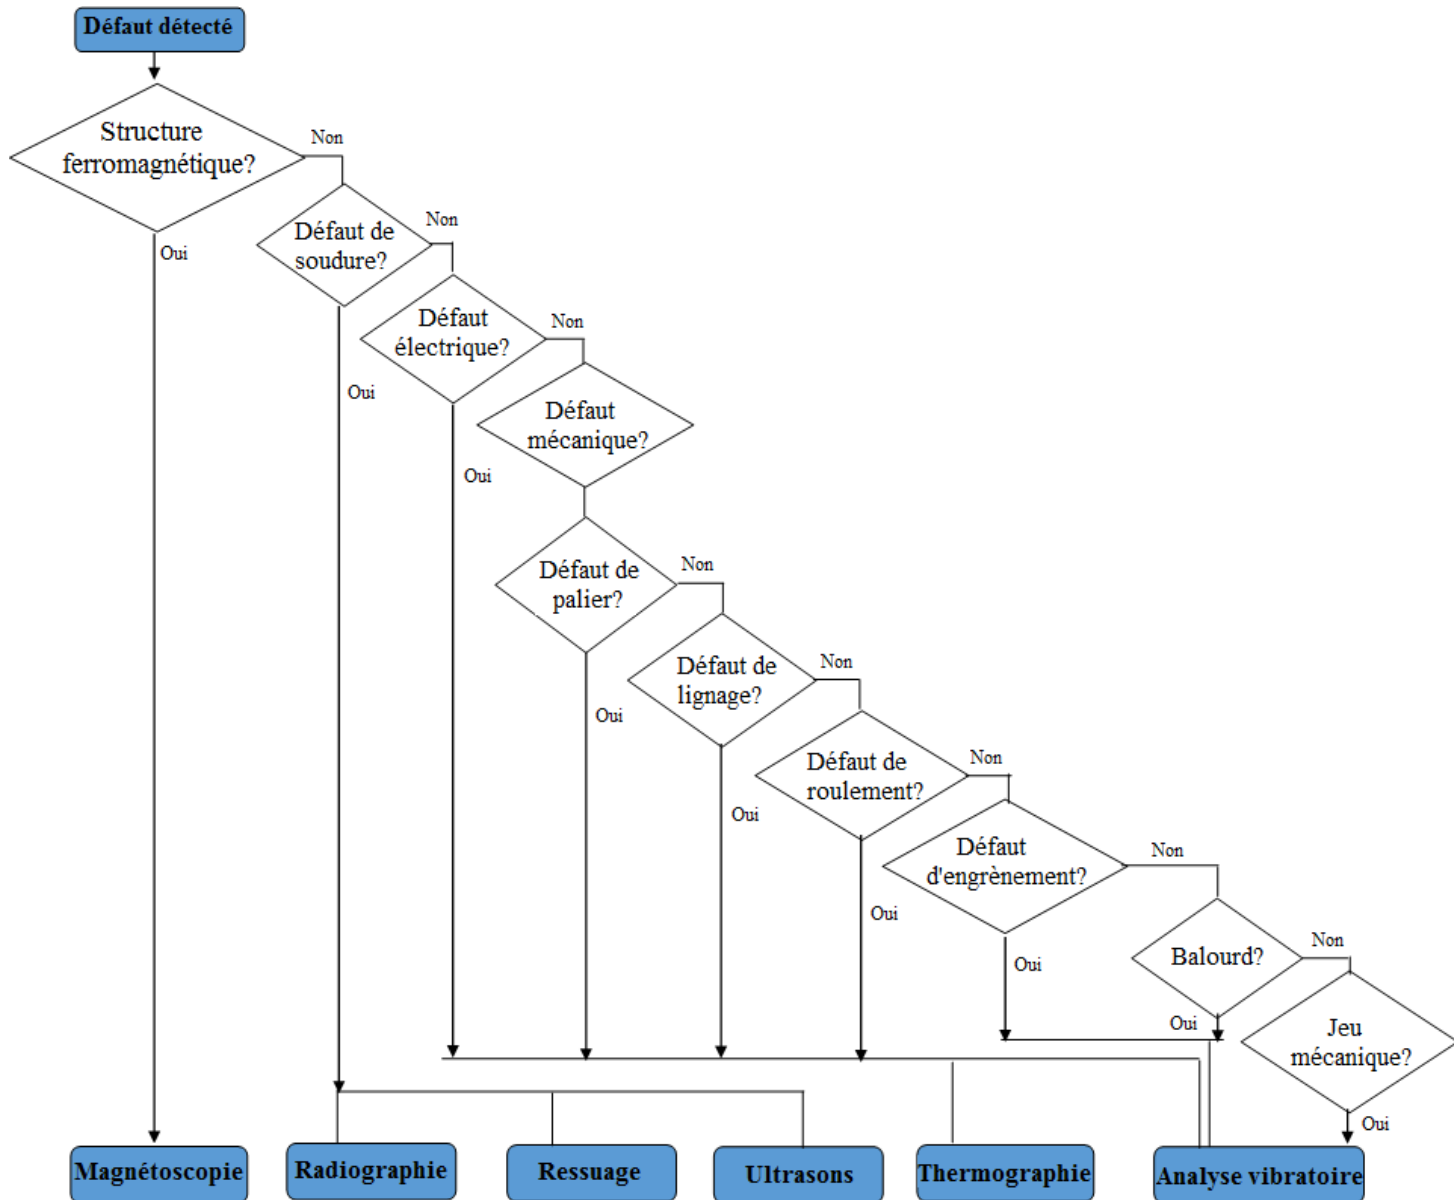 Défaut détecté
Structure
ferromagnétique?
Non
Oui
Défaut de
soudure?
Non
Oui
Défaut
électrique?
Non
Oui
Défaut
mécanique?
Défaut de
palier?
Non
Oui
Défaut de
lignage?
Non
Oui
Défaut de
roulement?
Non
Oui
Défaut
d'engrènement?
Non
Oui
Balourd?
Non
Oui
Jeu
mécanique?
Oui
Magnétoscopie
Radiographie
Ressuage
Ultrasons
Thermographie
Analyse vibratoire